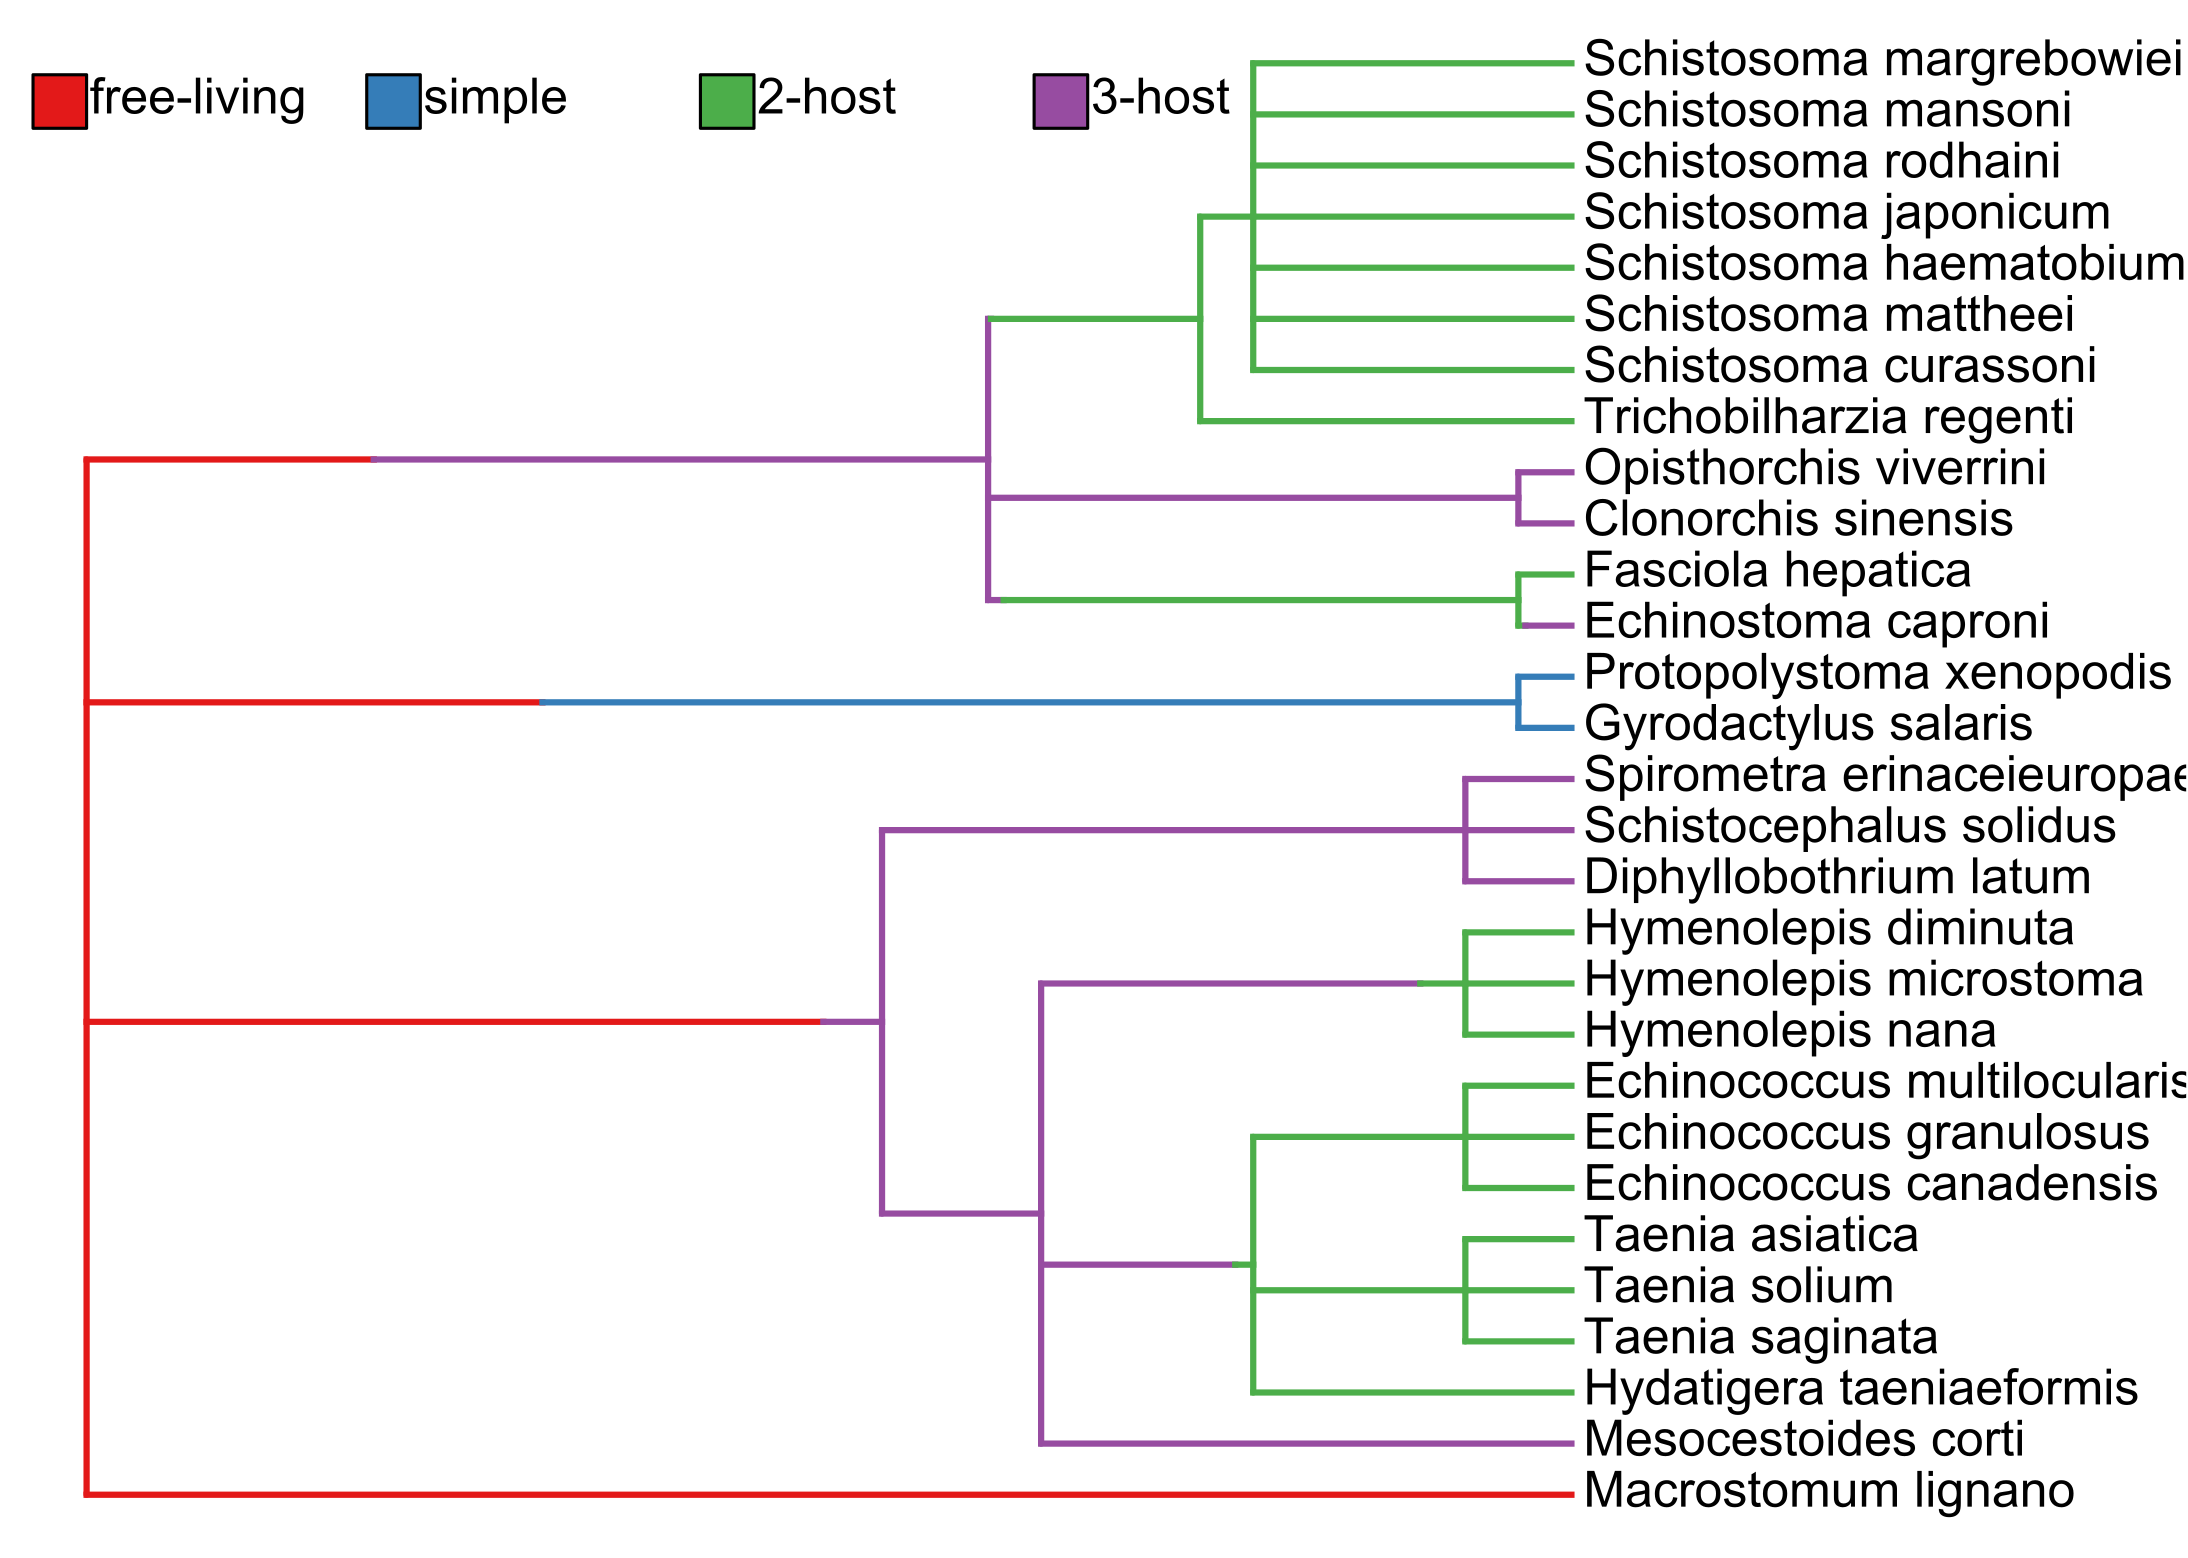 free-living simple 2-host 3-host
Schistosoma margrebowiei
Schistosoma mansoni
Schistosoma rodhaini
Schistosoma japonicum
Schistosoma haematobium
Schistosoma mattheei
Schistosoma curassoni
Trichobilharzia regenti
Opisthorchis viverrini
Clonorchis sinensis
Fasciola hepatica
Echinostoma caproni
Protopolystoma xenopodis
Gyrodactylus salaris
Spirometra erinaceieuropae
Schistocephalus solidus
Diphyllobothrium latum
Hymenolepis diminuta
Hymenolepis microstoma
Hymenolepis nana
Echinococcus multilocularis
Echinococcus granulosus
Echinococcus canadensis
Taenia asiatica
Taenia solium
Taenia saginata
Hydatigera taeniaeformis
Mesocestoides corti
Macrostomum lignano